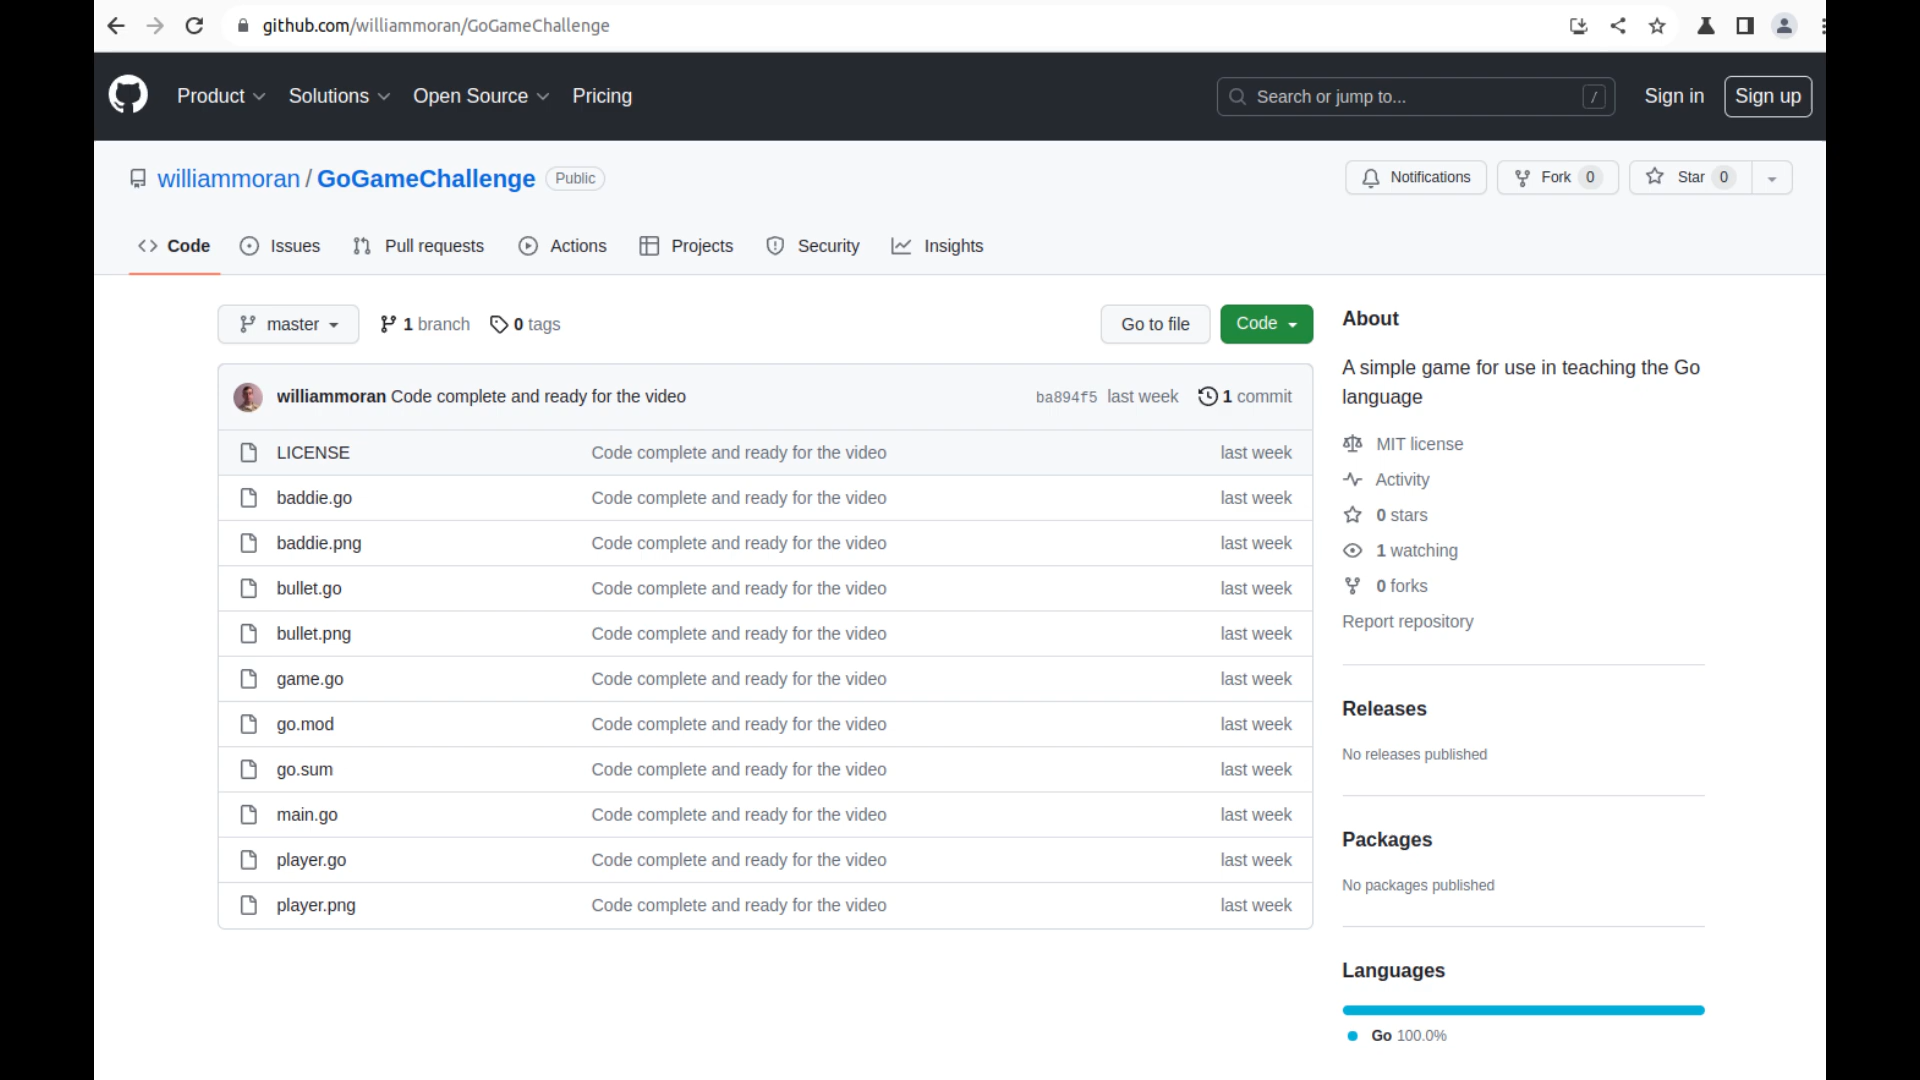 github.com/williammoran/GoGameChallenge
Product Solutions Open Source Pricing Search or jump to... / Sign in Sign up
williammoran / GoGameChallenge Public Notifications Fork 0 Star 0
Code Issues Pull requests Actions Projects Security Insights
master 1 branch 0 tags Go to file Code
williammoran Code complete and ready for the video ba894f5 last week 1 commit
LICENSE Code complete and ready for the video last week
baddie.go Code complete and ready for the video last week
baddie.png Code complete and ready for the video last week
bullet.go Code complete and ready for the video last week
bullet.png Code complete and ready for the video last week
game.go Code complete and ready for the video last week
go.mod Code complete and ready for the video last week
go.sum Code complete and ready for the video last week
main.go Code complete and ready for the video last week
player.go Code complete and ready for the video last week
player.png Code complete and ready for the video last week
About
A simple game for use in teaching the Go
language
MIT license
Activity
0 stars
1 watching
0 forks
Report repository
Releases
No releases published
Packages
No packages published
Languages
Go 100.0%